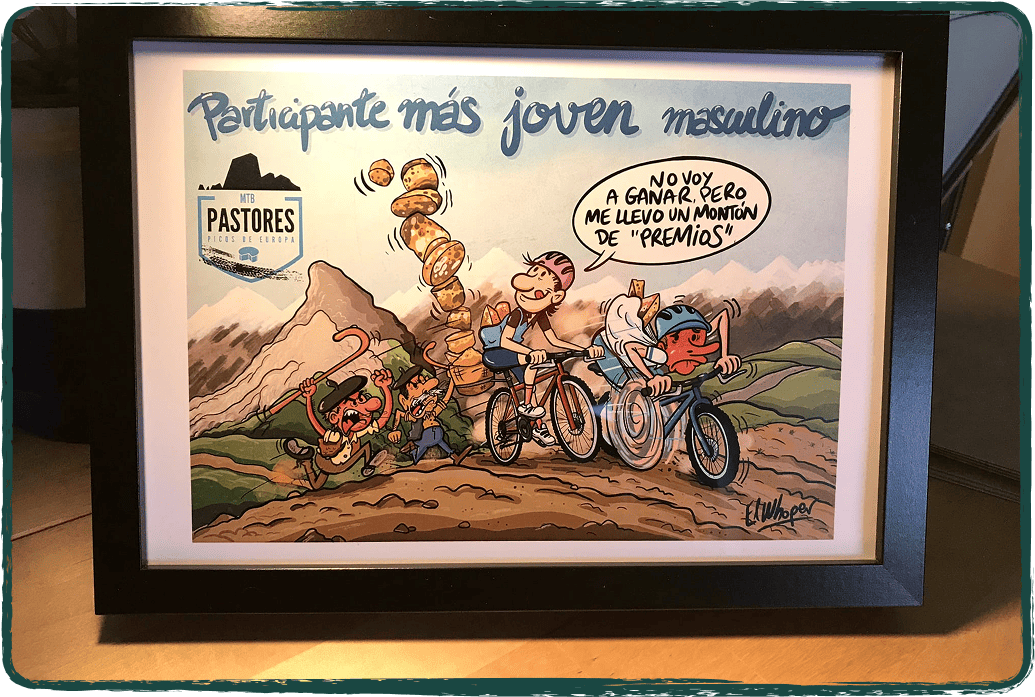 Participante más joven masculino
MTB
PASTORES
PICOS DE EUROPA
NO VOY
A GANAR, PERO
ME LLEVO UN MONTÓN
DE "PREMIOS".
El Whoper